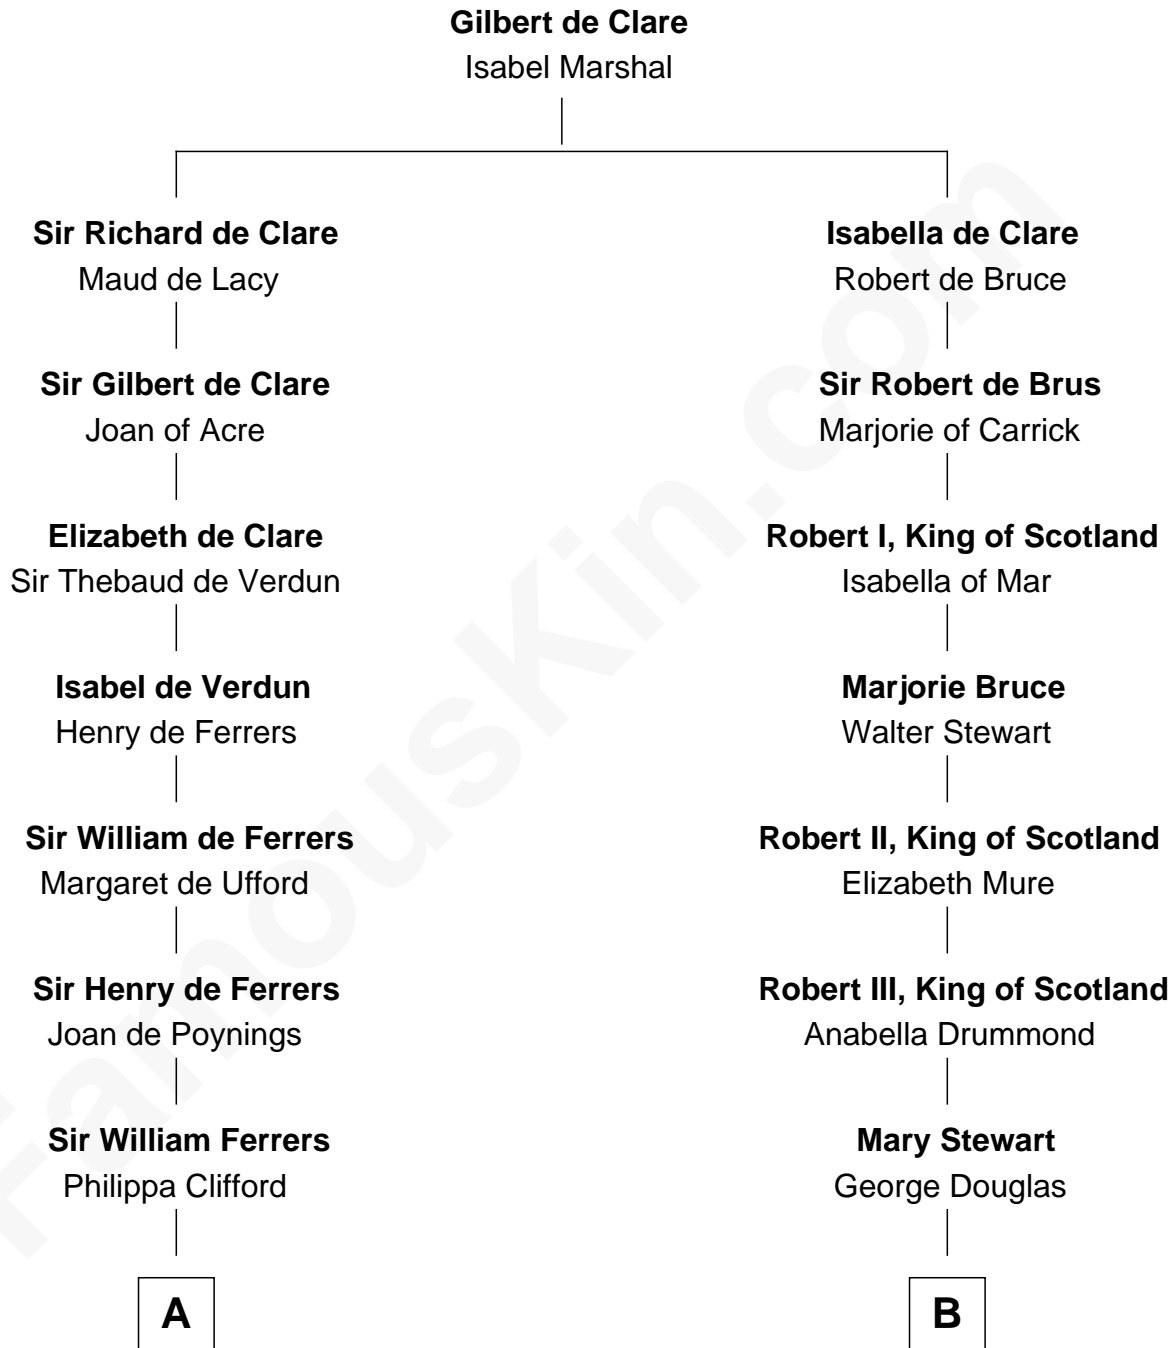 Gilbert de Clare
Isabel Marshal
Sir Richard de Clare
Maud de Lacy
Isabella de Clare
Robert de Bruce
Sir Gilbert de Clare
Joan of Acre
Sir Robert de Brus
Marjorie of Carrick
Elizabeth de Clare
Sir Thebaud de Verdun
Robert I, King of Scotland
Isabella of Mar
Isabel de Verdun
Henry de Ferrers
Marjorie Bruce
Walter Stewart
Sir William de Ferrers
Margaret de Ufford
Robert II, King of Scotland
Elizabeth Mure
Sir Henry de Ferrers
Joan de Poynings
Robert III, King of Scotland
Anabella Drummond
Sir William Ferrers
Philippa Clifford
Mary Stewart
George Douglas
A
B
FamousKin.com